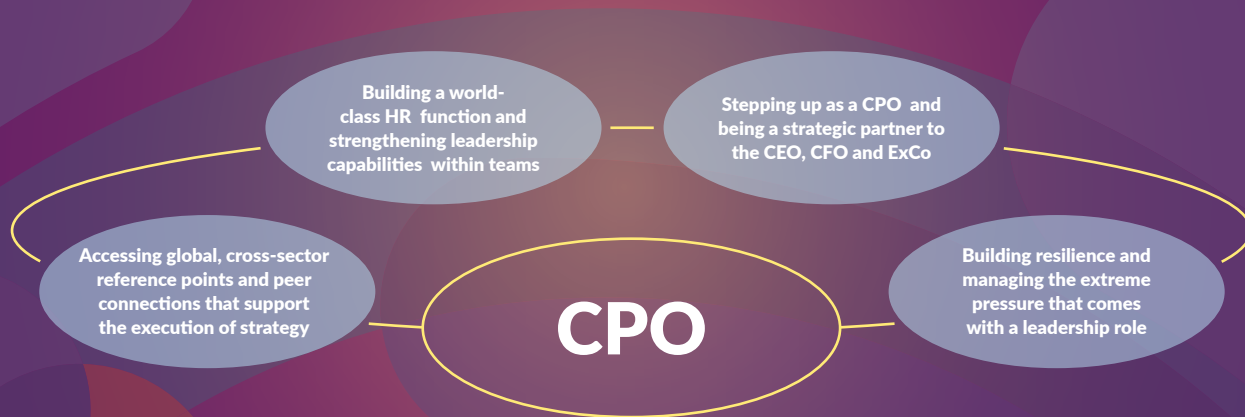 Building a world-
class HR  function and
strengthening leadership
capabilities  within teams
Stepping up as a CPO  and
being a strategic partner to
the CEO, CFO and ExCo
Accessing global, cross-sector
reference points and peer
connections that support
the execution of strategy
CPO
Building resilience and
managing the extreme
pressure that comes
with a leadership role